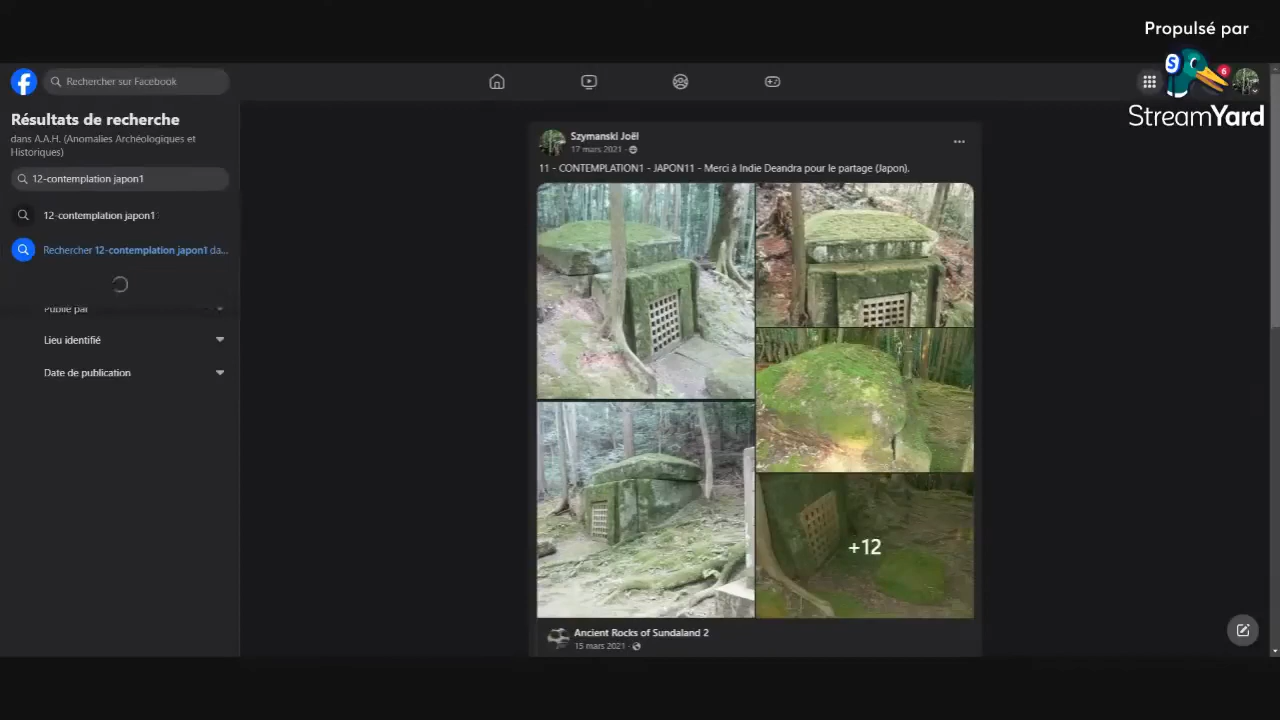 Propulsé par
StreamYard
Rechercher sur Facebook
6
Résultats de recherche
dans A.A.H. (Anomalies Archéologiques et
Historiques)
12-contemplation japon1
12-contemplation japon1
Rechercher 12-contemplation japon1 da...
Publié par
Lieu identifié
Date de publication
Szymanski Joël
17 mars 2021 ·
11 - CONTEMPLATION1 - JAPON11 - Merci à Indie Deandra pour le partage (Japon).
+12
Ancient Rocks of Sundaland 2
15 mars 2021 ·